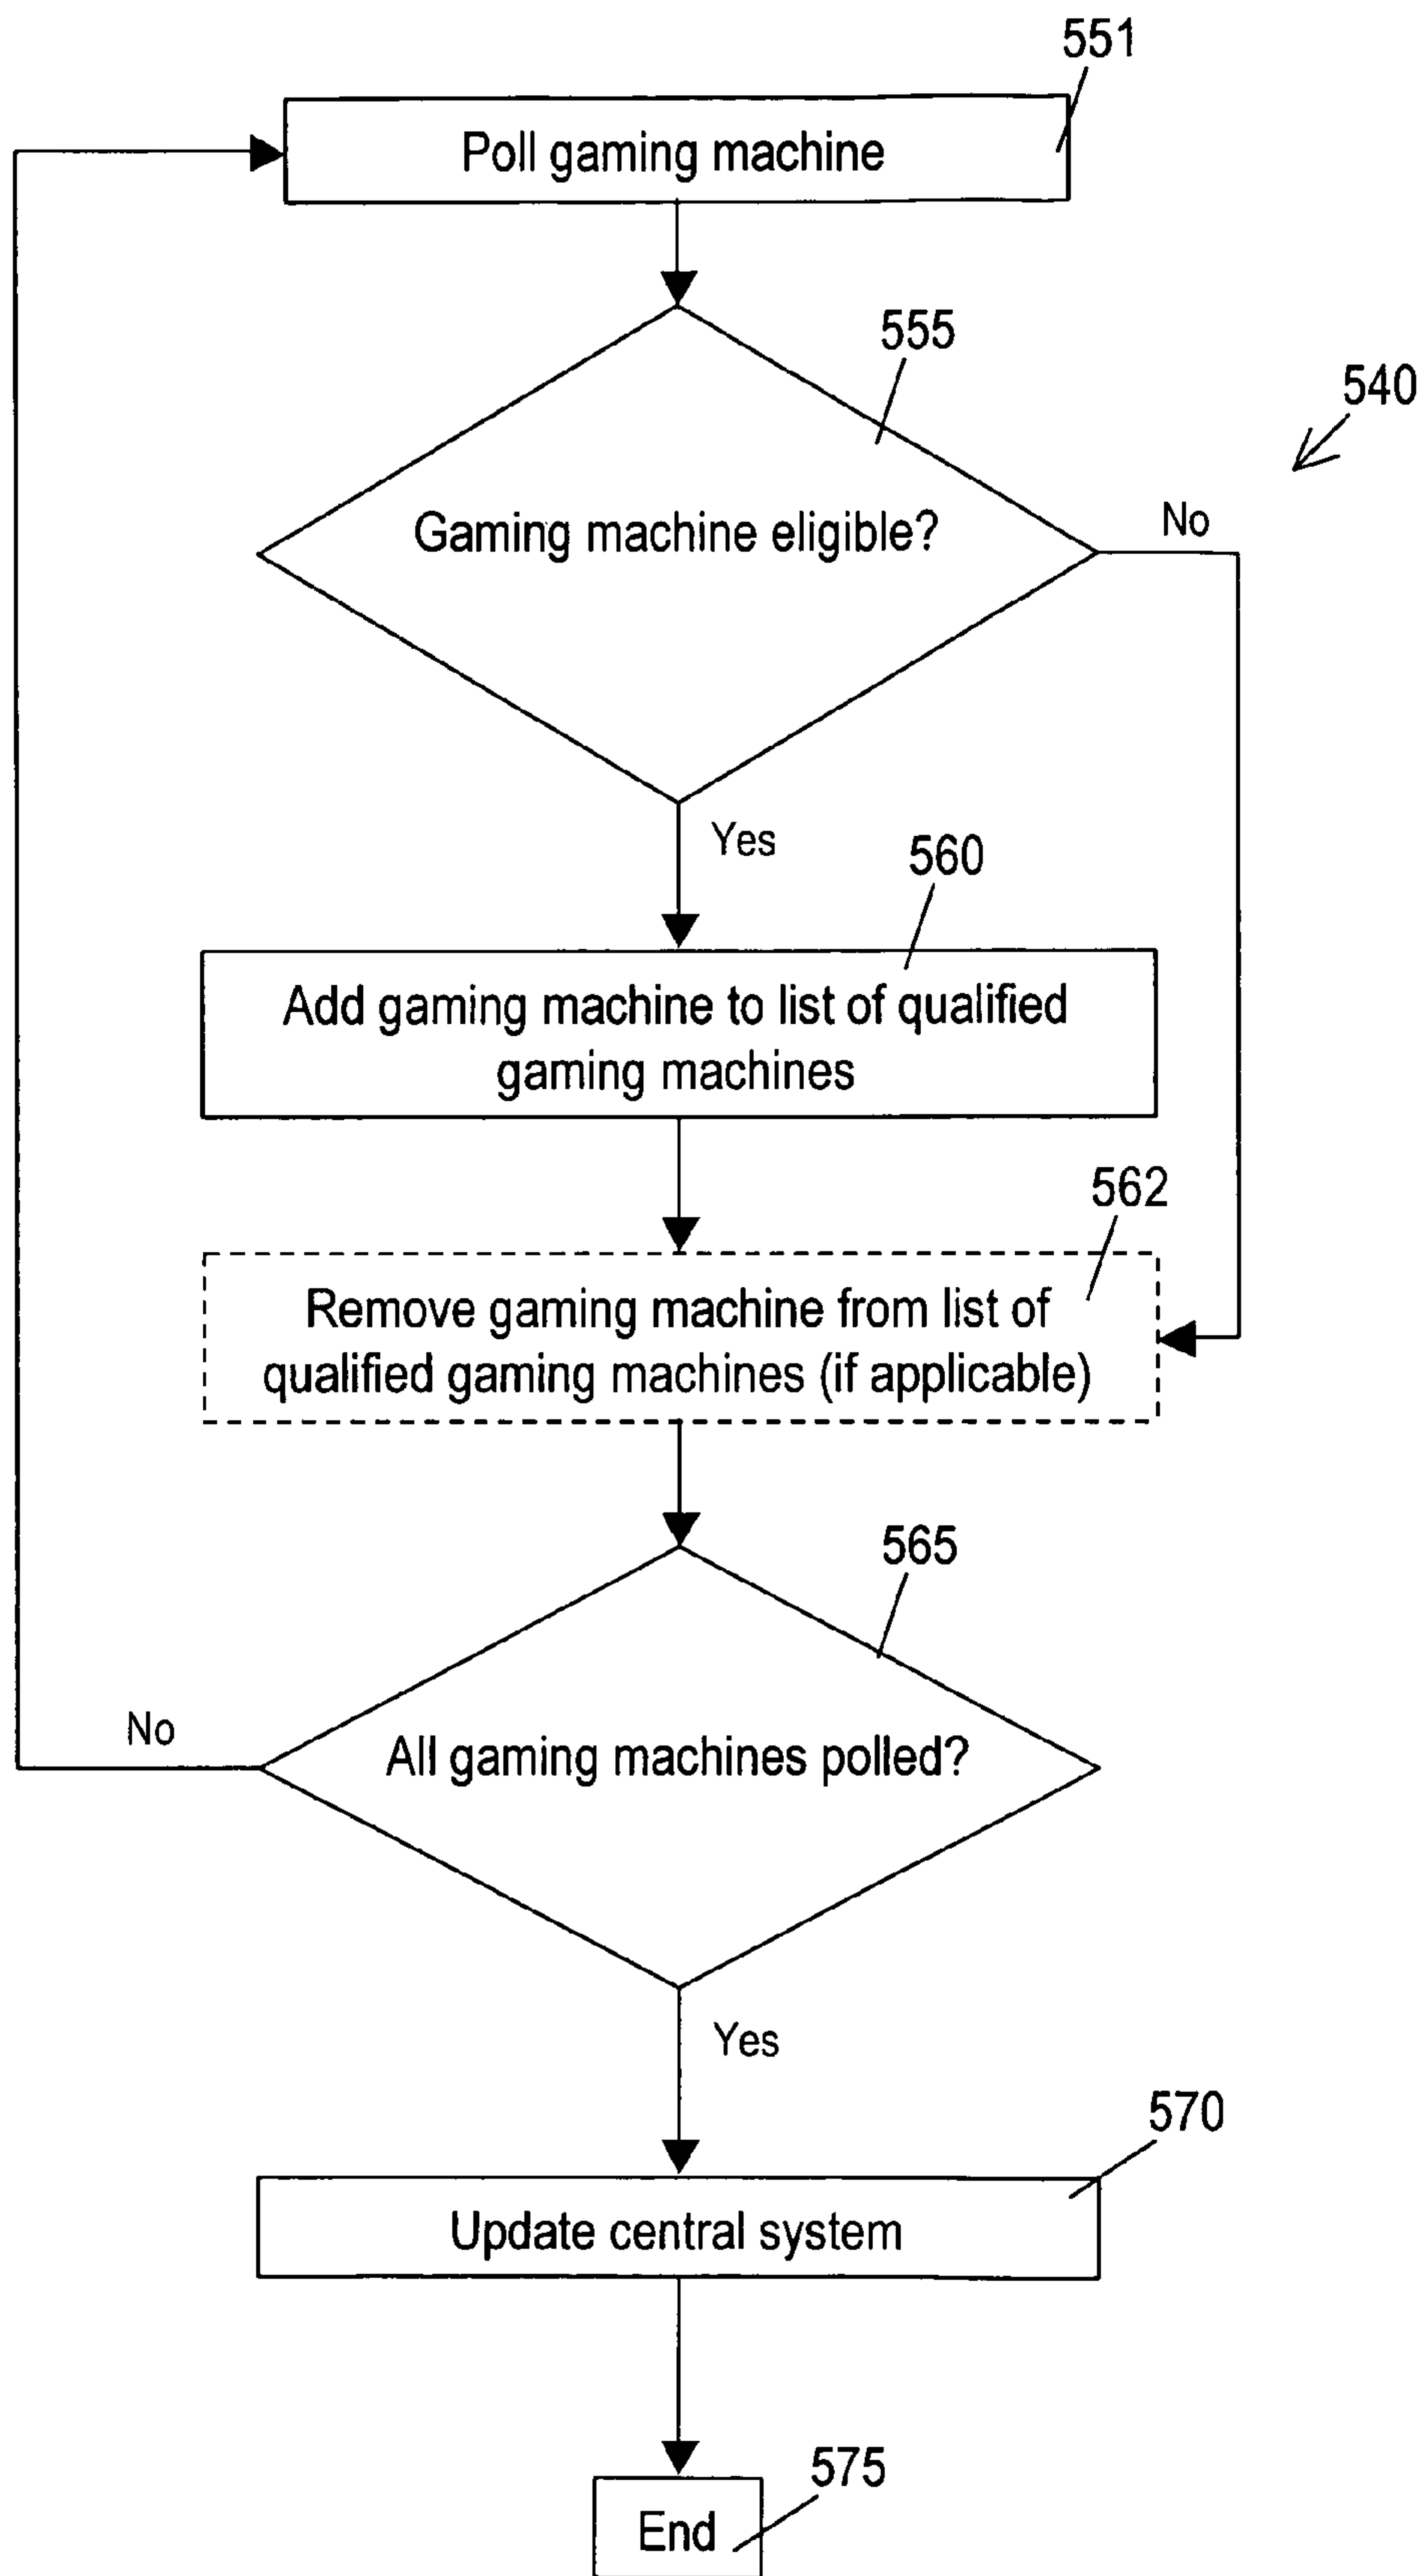 551
Poll gaming machine
555
540
Gaming machine eligible?
No
Yes
560
Add gaming machine to list of qualified
gaming machines
562
Remove gaming machine from list of
qualified gaming machines (if applicable)
565
No
All gaming machines polled?
Yes
570
Update central system
575
End